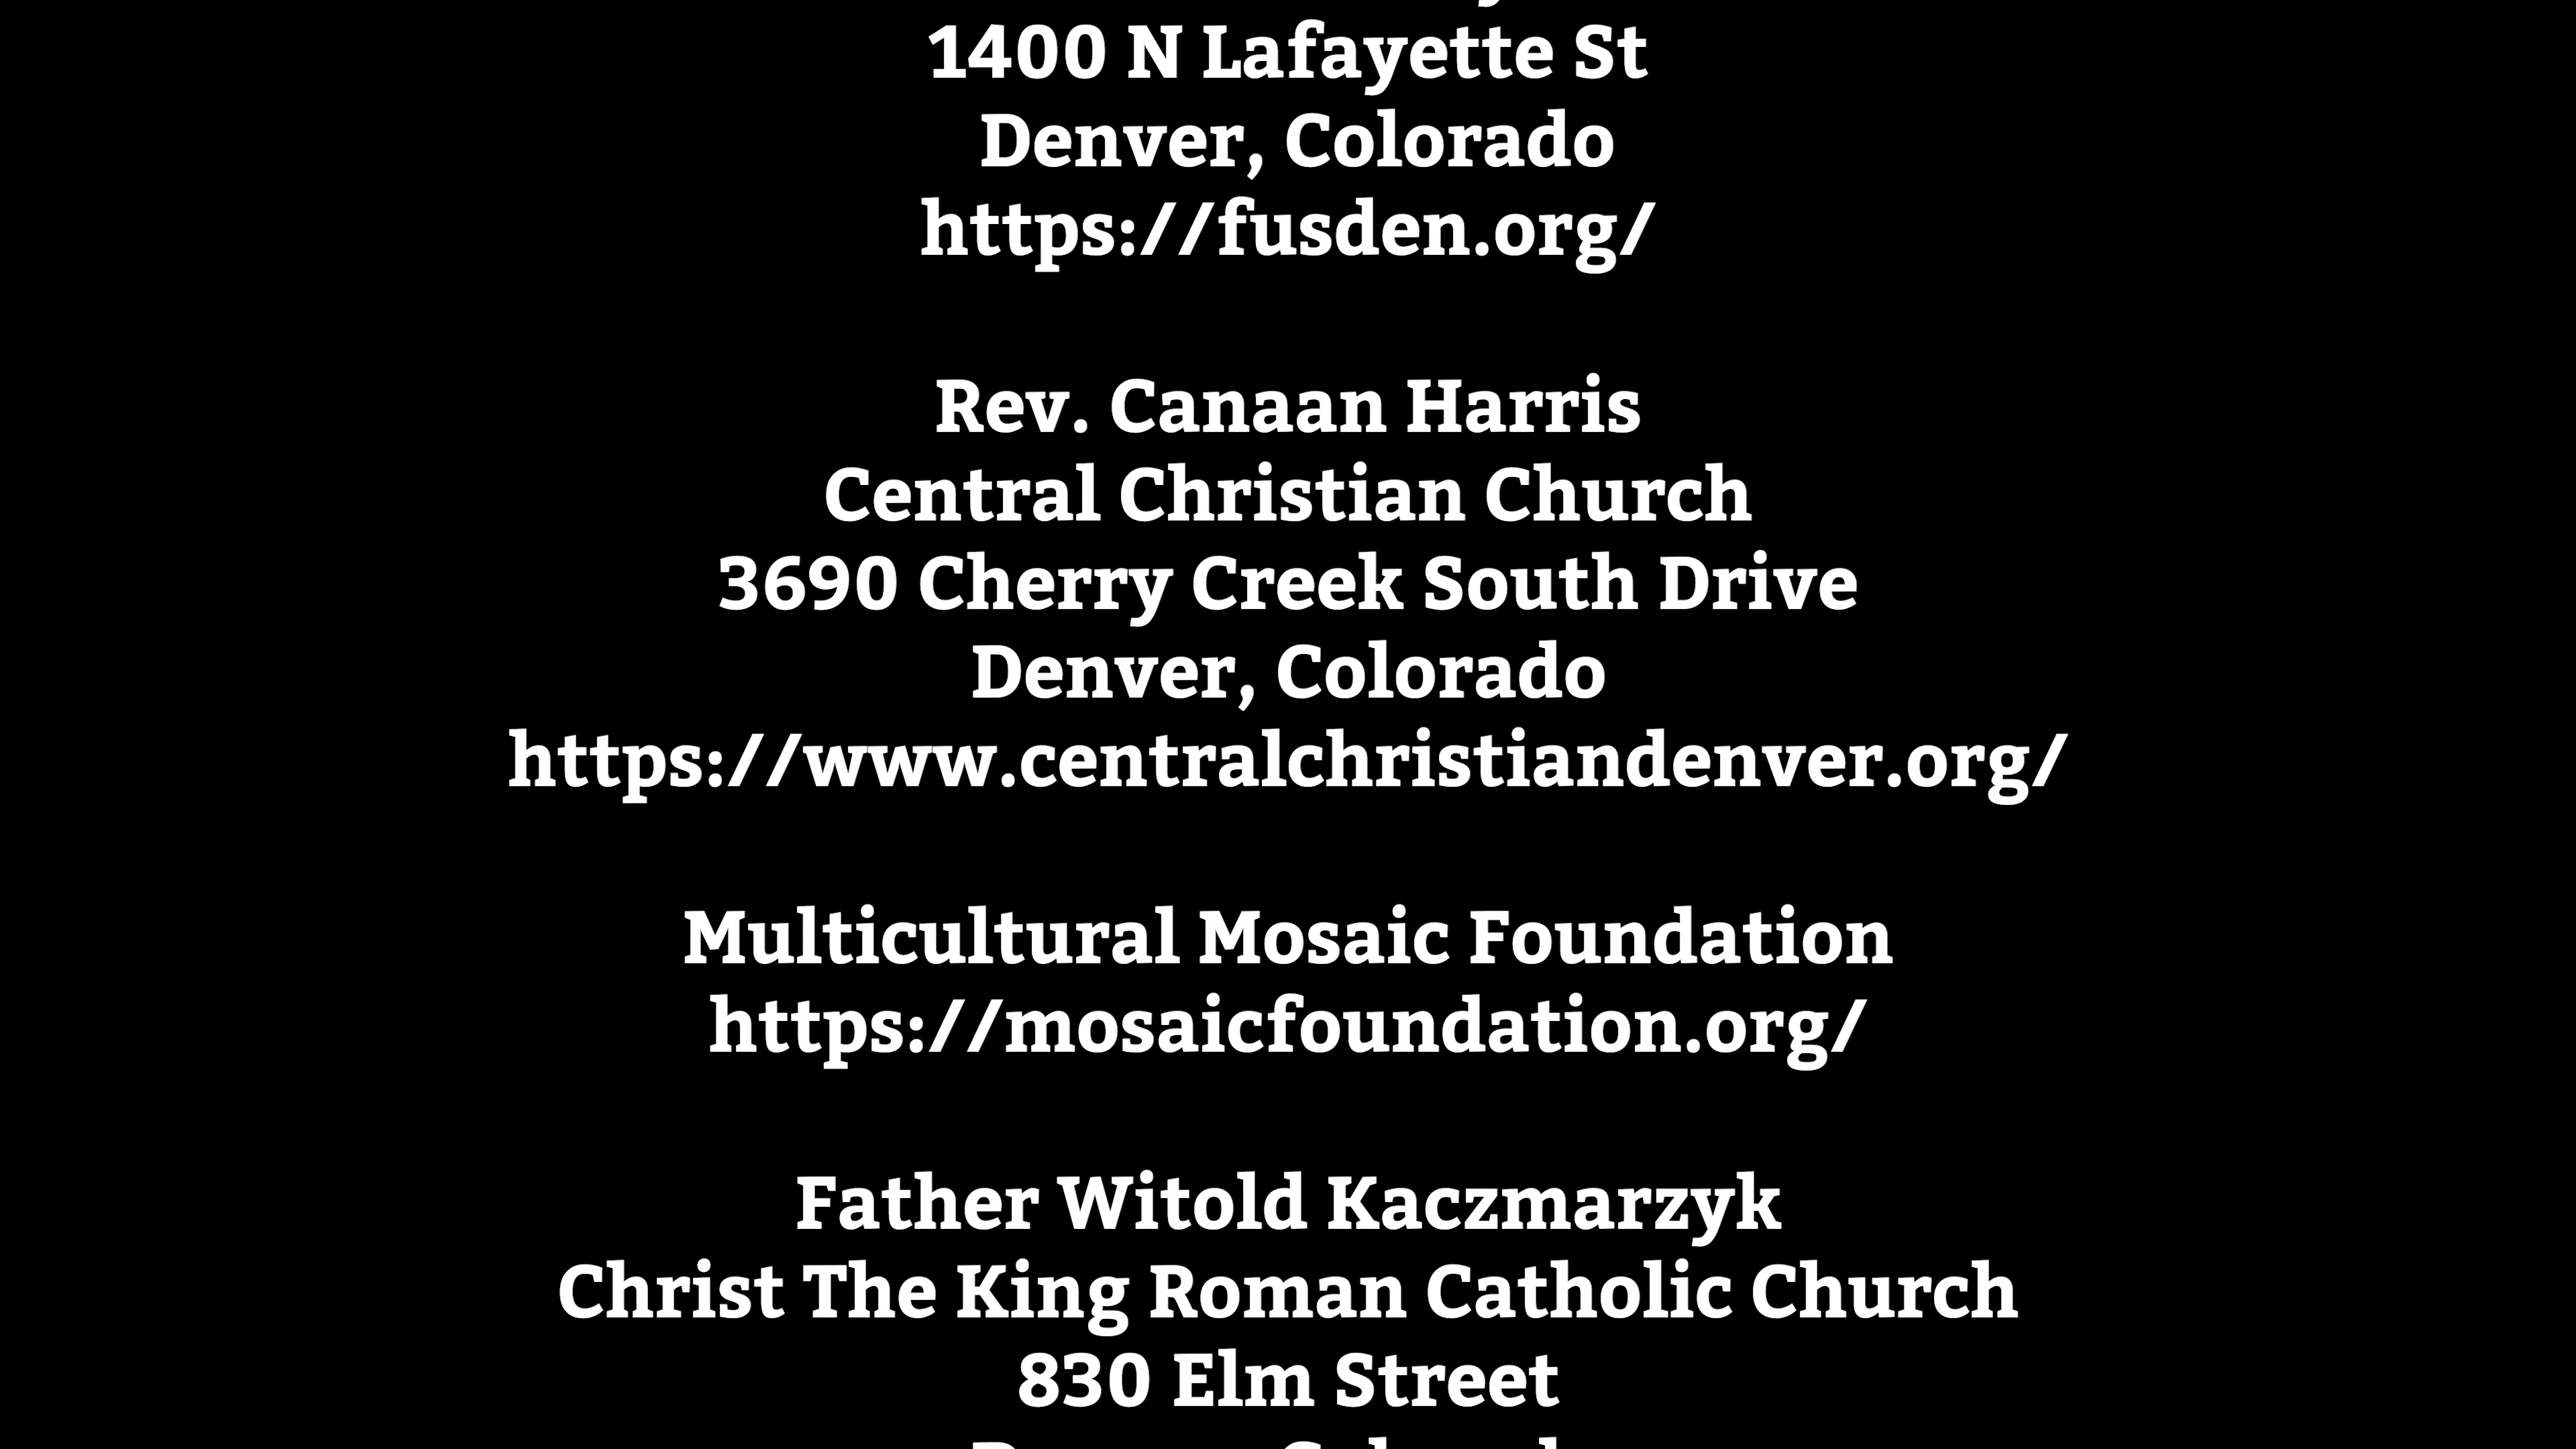 1400 N Lafayette St
Denver, Colorado
https://fusden.org/
Rev. Canaan Harris
Central Christian Church
3690 Cherry Creek South Drive
Denver, Colorado
https://www.centralchristiandenver.org/
Multicultural Mosaic Foundation
https://mosaicfoundation.org/
Father Witold Kaczmarzyk
Christ The King Roman Catholic Church
830 Elm Street